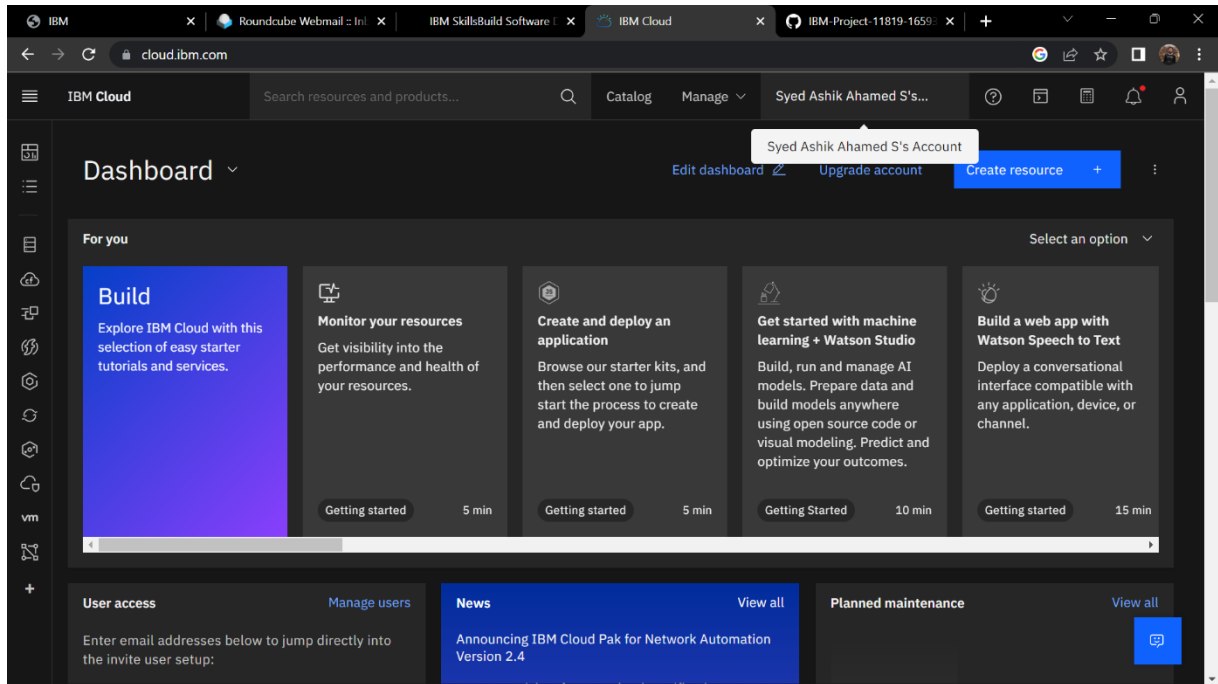 IBM
Roundcube Webmail :: Inl
IBM SkillsBuild Software D
IBM Cloud
IBM-Project-11819-16593
cloud.ibm.com
IBM Cloud
Search resources and products...
Catalog
Manage
Syed Ashik Ahamed S's...
Syed Ashik Ahamed S's Account
Dashboard
Edit dashboard
Upgrade account
Create resource +
For you
Select an option
Build
Explore IBM Cloud with this
selection of easy starter
tutorials and services.
Monitor your resources
Get visibility into the
performance and health of
your resources.
Getting started
5 min
Create and deploy an
application
Browse our starter kits, and
then select one to jump
start the process to create
and deploy your app.
Getting started
5 min
Get started with machine
learning + Watson Studio
Build, run and manage AI
models. Prepare data and
build models anywhere
using open source code or
visual modeling. Predict and
optimize your outcomes.
Getting Started
10 min
Build a web app with
Watson Speech to Text
Deploy a conversational
interface compatible with
any application, device, or
channel.
Getting started
15 min
vm
User access
Manage users
Enter email addresses below to jump directly into
the invite user setup:
News
View all
Announcing IBM Cloud Pak for Network Automation
Version 2.4
Planned maintenance
View all